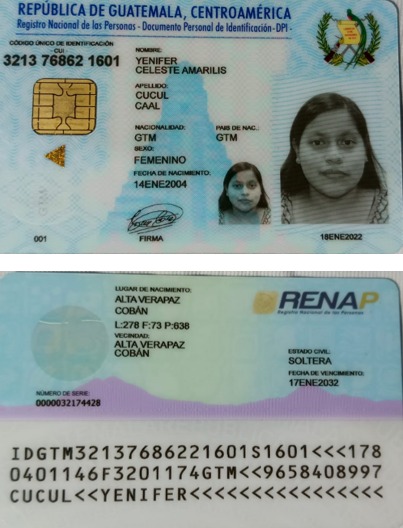 REPÚBLICA DE GUATEMALA, CENTROAMÉRICA
Registro Nacional de las Personas - Documento Personal de Identificación-DPI-
CÓDIGO ÚNICO DE IDENTIFICACIÓN
- CUI -
3213 76862 1601
NOMBRE:
YENIFER
CELESTE AMARILIS
APELLIDO:
CUCUL
CAAL
NACIONALIDAD: PAÍS DE NAC.:
GTM GTM
SEXO:
FEMENINO
FECHA DE NACIMIENTO:
14ENE2004
001 FIRMA 18ENE2022
LUGAR DE NACIMIENTO:
ALTA VERAPAZ
COBÁN
L:278 F:73 P:638
VECINDAD:
ALTA VERAPAZ
COBÁN
RENAP
Registro Nacional de las Personas
ESTADO CIVIL:
SOLTERA
FECHA DE VENCIMIENTO:
17ENE2032
NÚMERO DE SERIE:
0000032174428
IDGTM32137686221601S1601<<<178
0401146F3201174GTM<<9658408997
CUCUL<<YENIFER<<<<<<<<<<<<<<<<